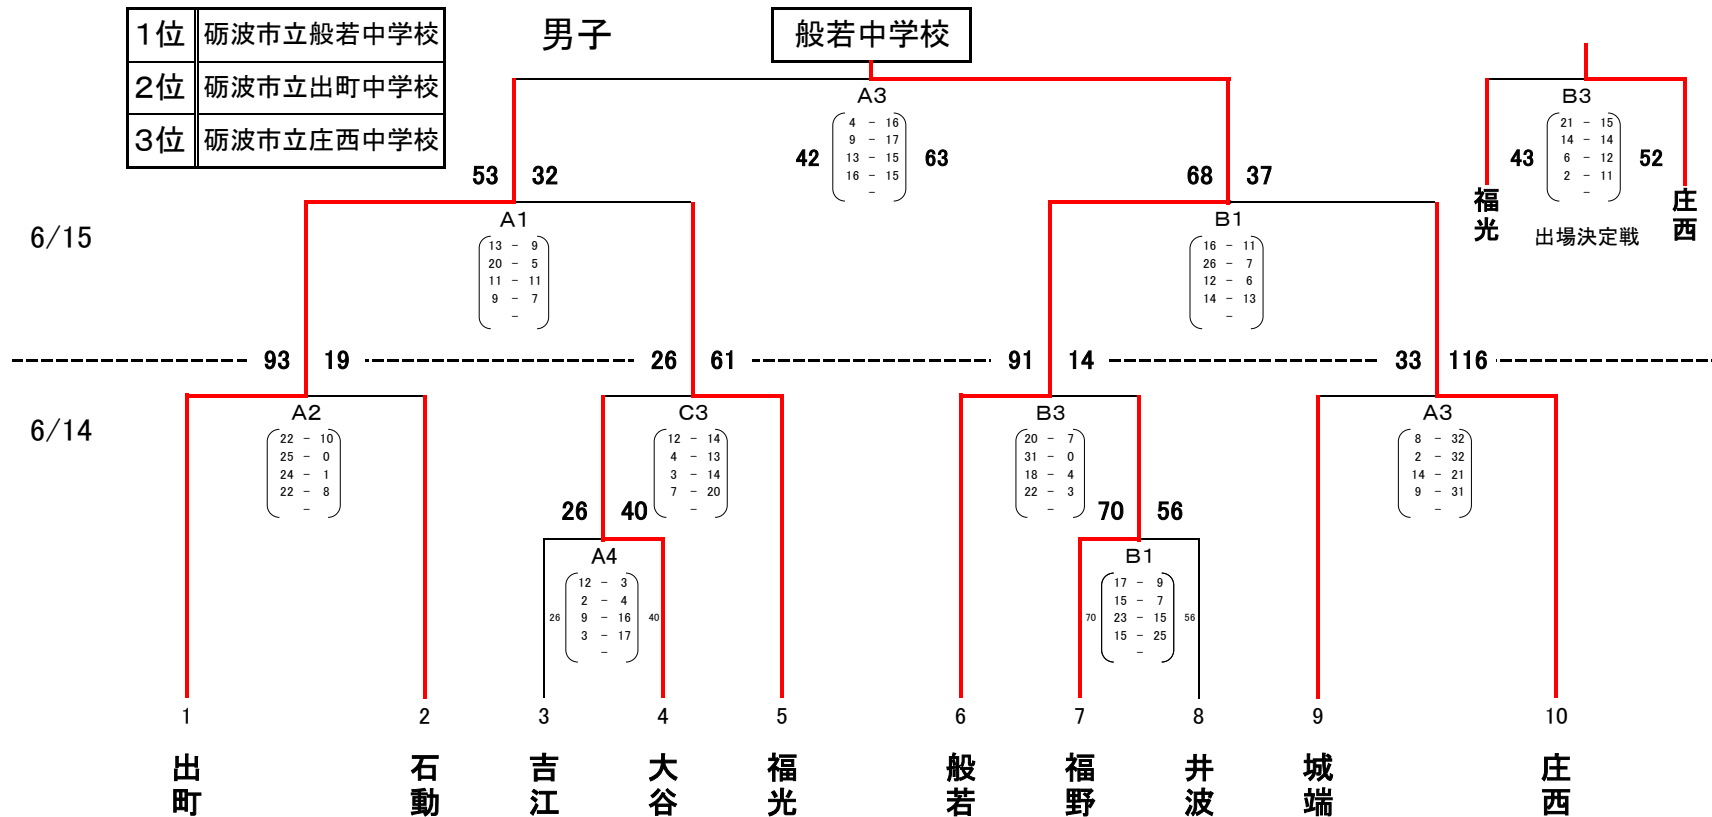 1位 砺波市立般若中学校
2位 砺波市立出町中学校
3位 砺波市立庄西中学校
男子
般若中学校
A3
42
4 - 16
9 - 17
13 - 15
16 - 15
-
63
B3
43
21 - 15
14 - 14
6 - 12
2 - 11
-
52
福光
庄西
出場決定戦
6/15
53 32
A1
13 - 9
20 - 5
11 - 11
9 - 7
-
68 37
B1
16 - 11
26 - 7
12 - 6
14 - 13
-
93 19
26 61
91 14
33 116
6/14
A2
22 - 10
25 - 0
24 - 1
22 - 8
-
C3
12 - 14
4 - 13
3 - 14
7 - 20
-
B3
20 - 7
31 - 0
18 - 4
22 - 3
-
A3
8 - 32
2 - 32
14 - 21
9 - 31
-
26 40
A4
26
12 - 3
2 - 4
9 - 16
3 - 17
-
40
70 56
B1
70
17 - 9
15 - 7
23 - 15
15 - 25
-
56
1 2 3 4 5 6 7 8 9 10
出町
石動
吉江
大谷
福光
般若
福野
井波
城端
庄西